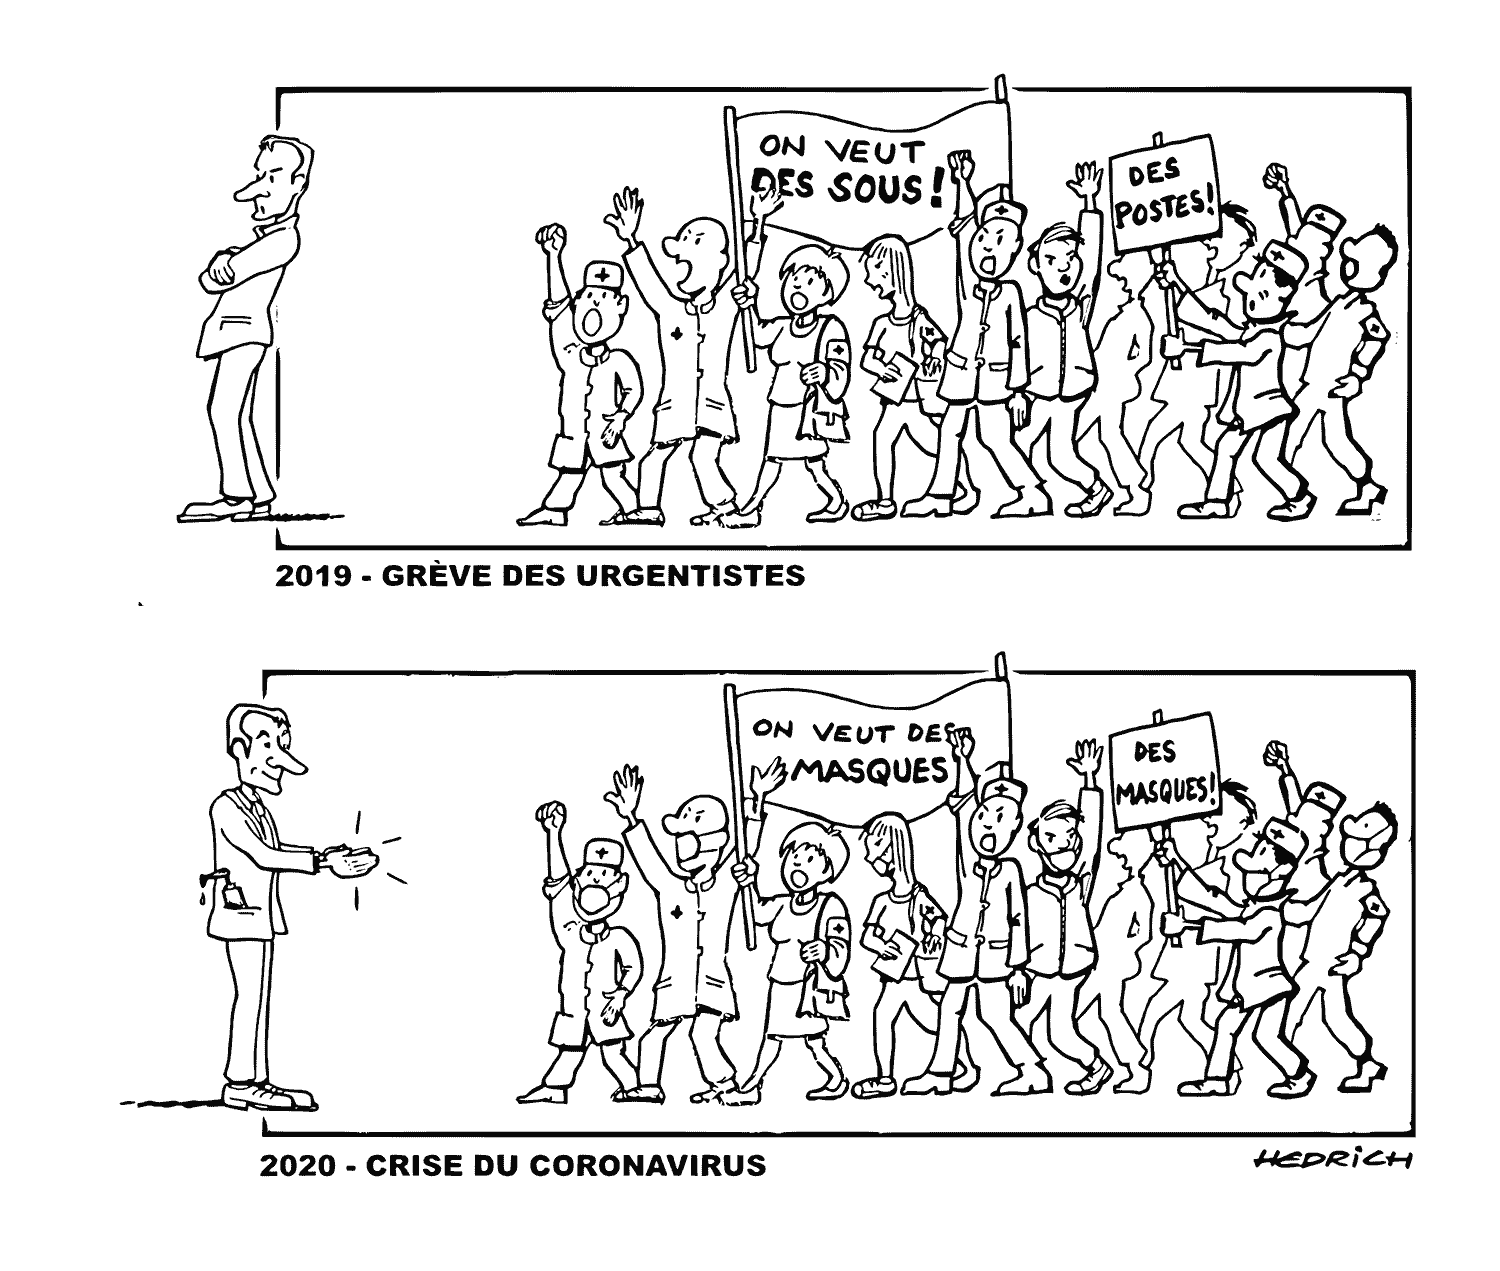 ON VEUT
DES SOUS!
DES
POSTES!
2019 - GRÈVE DES URGENTISTES
ON VEUT DES
MASQUES
DES
MASQUES!
2020 - CRISE DU CORONAVIRUS
HEDRiCH